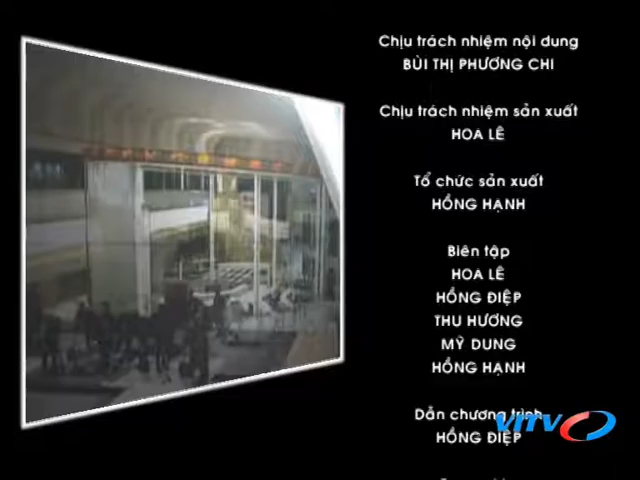 Chịu trách nhiệm nội dung
BÙI THỊ PHƯƠNG CHI
Chịu trách nhiệm sản xuất
HOA LÊ
Tổ chức sản xuất
HỒNG HẠNH
Biên tập
HOA LÊ
HỒNG ĐIỆP
THU HƯƠNG
MỸ DUNG
HỒNG HẠNH
Dẫn chương trình
VITV
HỒNG ĐIỆP